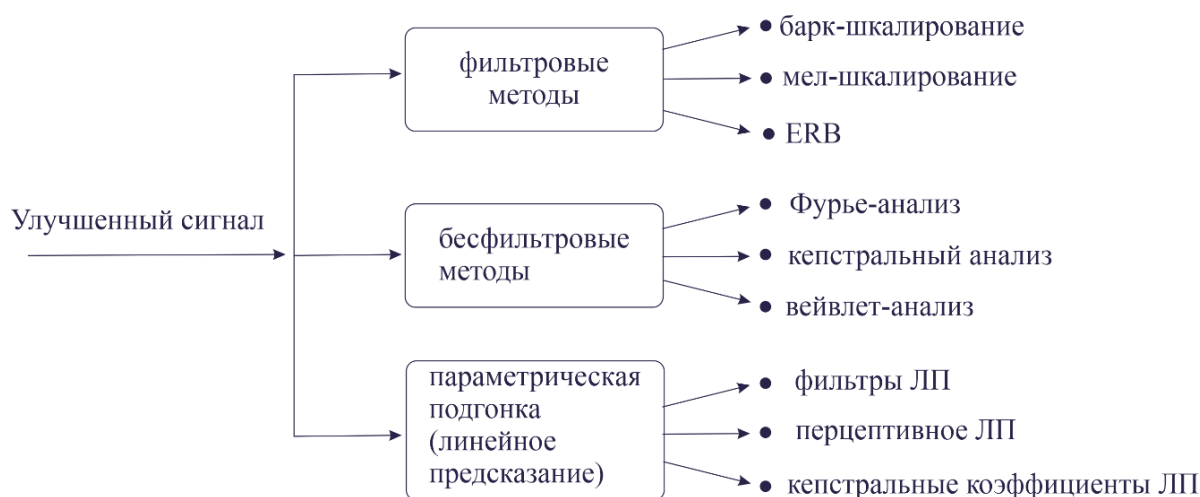 Улучшенный сигнал
фильтровые
методы
барк-шкалирование
мел-шкалирование
ERB
бесфильтровые
методы
Фурье-анализ
кепстральный анализ
вейвлет-анализ
параметрическая
подгонка
(линейное
предсказание)
фильтры ЛП
перцептивное ЛП
кепстральные коэффициенты ЛП